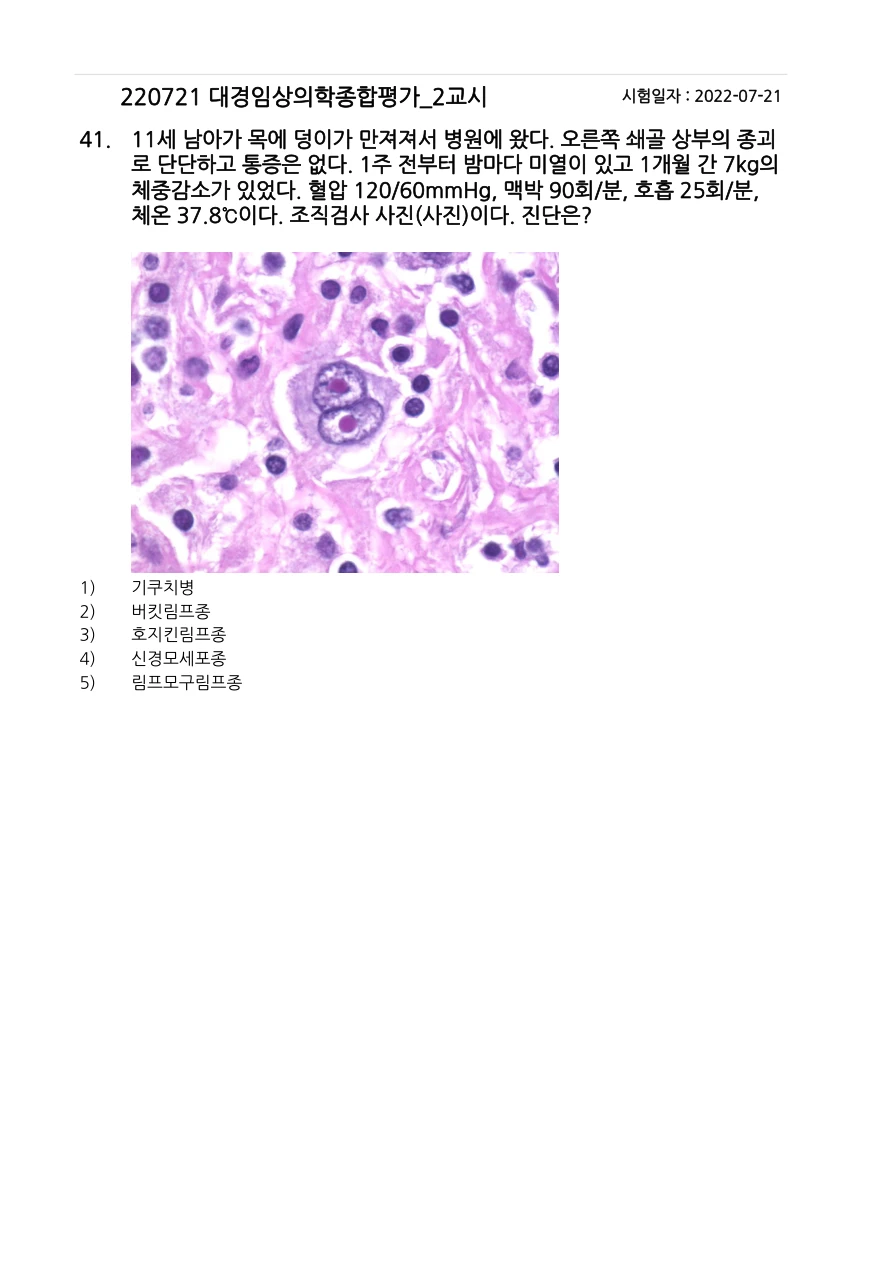 220721 대경임상의학종합평가_2교시 시험일자 : 2022-07-21
41. 11세 남아가 목에 덩이가 만져져서 병원에 왔다. 오른쪽 쇄골 상부의 종괴
로 단단하고 통증은 없다. 1주 전부터 밤마다 미열이 있고 1개월 간 7kg의
체중감소가 있었다. 혈압 120/60mmHg, 맥박 90회/분, 호흡 25회/분,
체온 37.8℃이다. 조직검사 사진(사진)이다. 진단은?
1) 기쿠치병
2) 버킷림프종
3) 호지킨림프종
4) 신경모세포종
5) 림프모구림프종